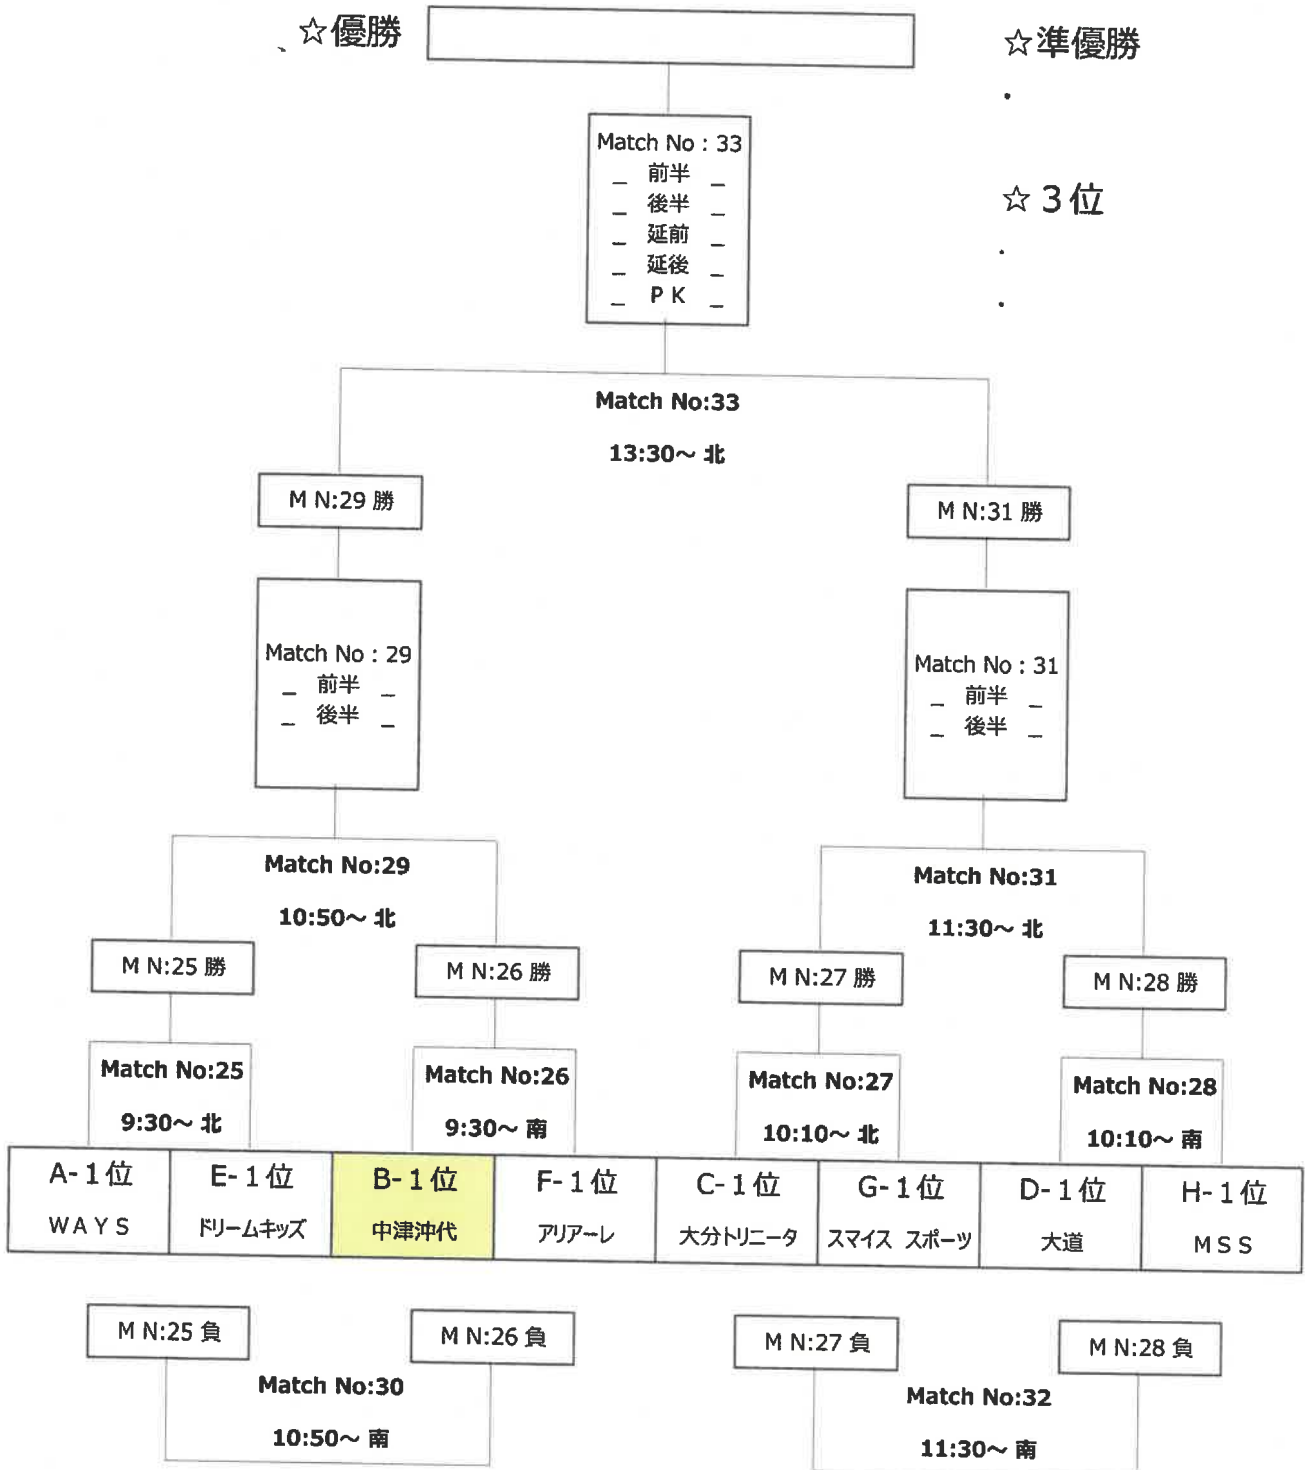 ☆優勝
☆準優勝
・
☆３位
・
・
Match No : 33
_ 前半 _
_ 後半 _
_ 延前 _
_ 延後 _
_ ＰＫ _
Match No:33
13:30～ 北
ＭＮ:29 勝
ＭＮ:31 勝
Match No : 29
_ 前半 _
_ 後半 _
Match No : 31
_ 前半 _
_ 後半 _
Match No:29
10:50～ 北
Match No:31
11:30～ 北
ＭＮ:25 勝
ＭＮ:26 勝
ＭＮ:27 勝
ＭＮ:28 勝
Match No:25
9:30～ 北
Match No:26
9:30～ 南
Match No:27
10:10～ 北
Match No:28
10:10～ 南
A-１位
ＷＡＹＳ
E-１位
ドリームキッズ
B-１位
中津沖代
F-１位
アリアーレ
C-１位
大分トリニータ
G-１位
スマイス スポーツ
D-１位
大道
H-１位
ＭＳＳ
ＭＮ:25 負
ＭＮ:26 負
ＭＮ:27 負
ＭＮ:28 負
Match No:30
10:50～ 南
Match No:32
11:30～ 南